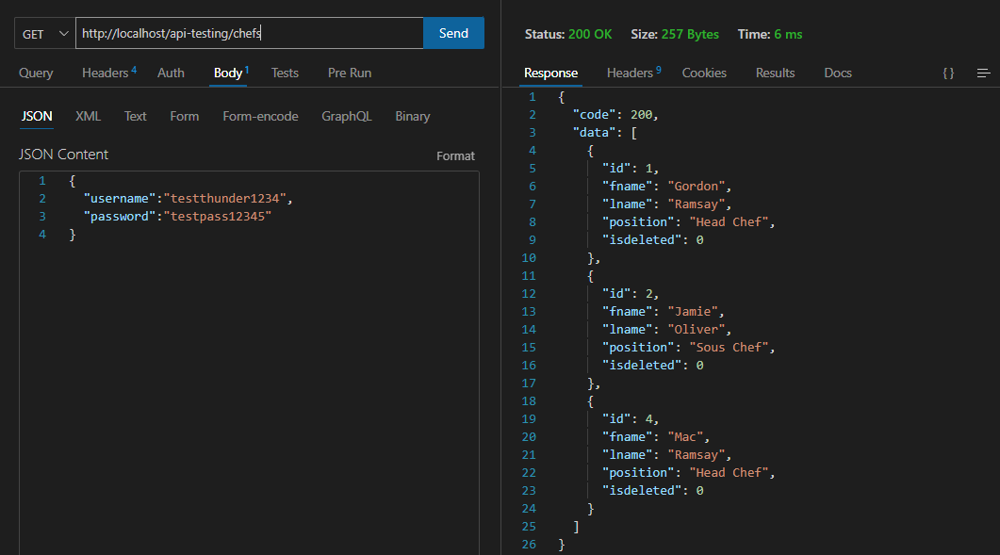 GET http://localhost/api-testing/chefs Send
Query Headers 4 Auth Body 1 Tests Pre Run
JSON XML Text Form Form-encode GraphQL Binary
JSON Content Format
1 {
2 "username":"testthunder1234",
3 "password":"testpass12345"
4 }
Status: 200 OK Size: 257 Bytes Time: 6 ms
Response Headers 9 Cookies Results Docs {}
1 {
2 "code": 200,
3 "data": [
4 {
5 "id": 1,
6 "fname": "Gordon",
7 "lname": "Ramsay",
8 "position": "Head Chef",
9 "isdeleted": 0
10 },
11 {
12 "id": 2,
13 "fname": "Jamie",
14 "lname": "Oliver",
15 "position": "Sous Chef",
16 "isdeleted": 0
17 },
18 {
19 "id": 4,
20 "fname": "Mac",
21 "lname": "Ramsay",
22 "position": "Head Chef",
23 "isdeleted": 0
24 }
25 ]
26 }